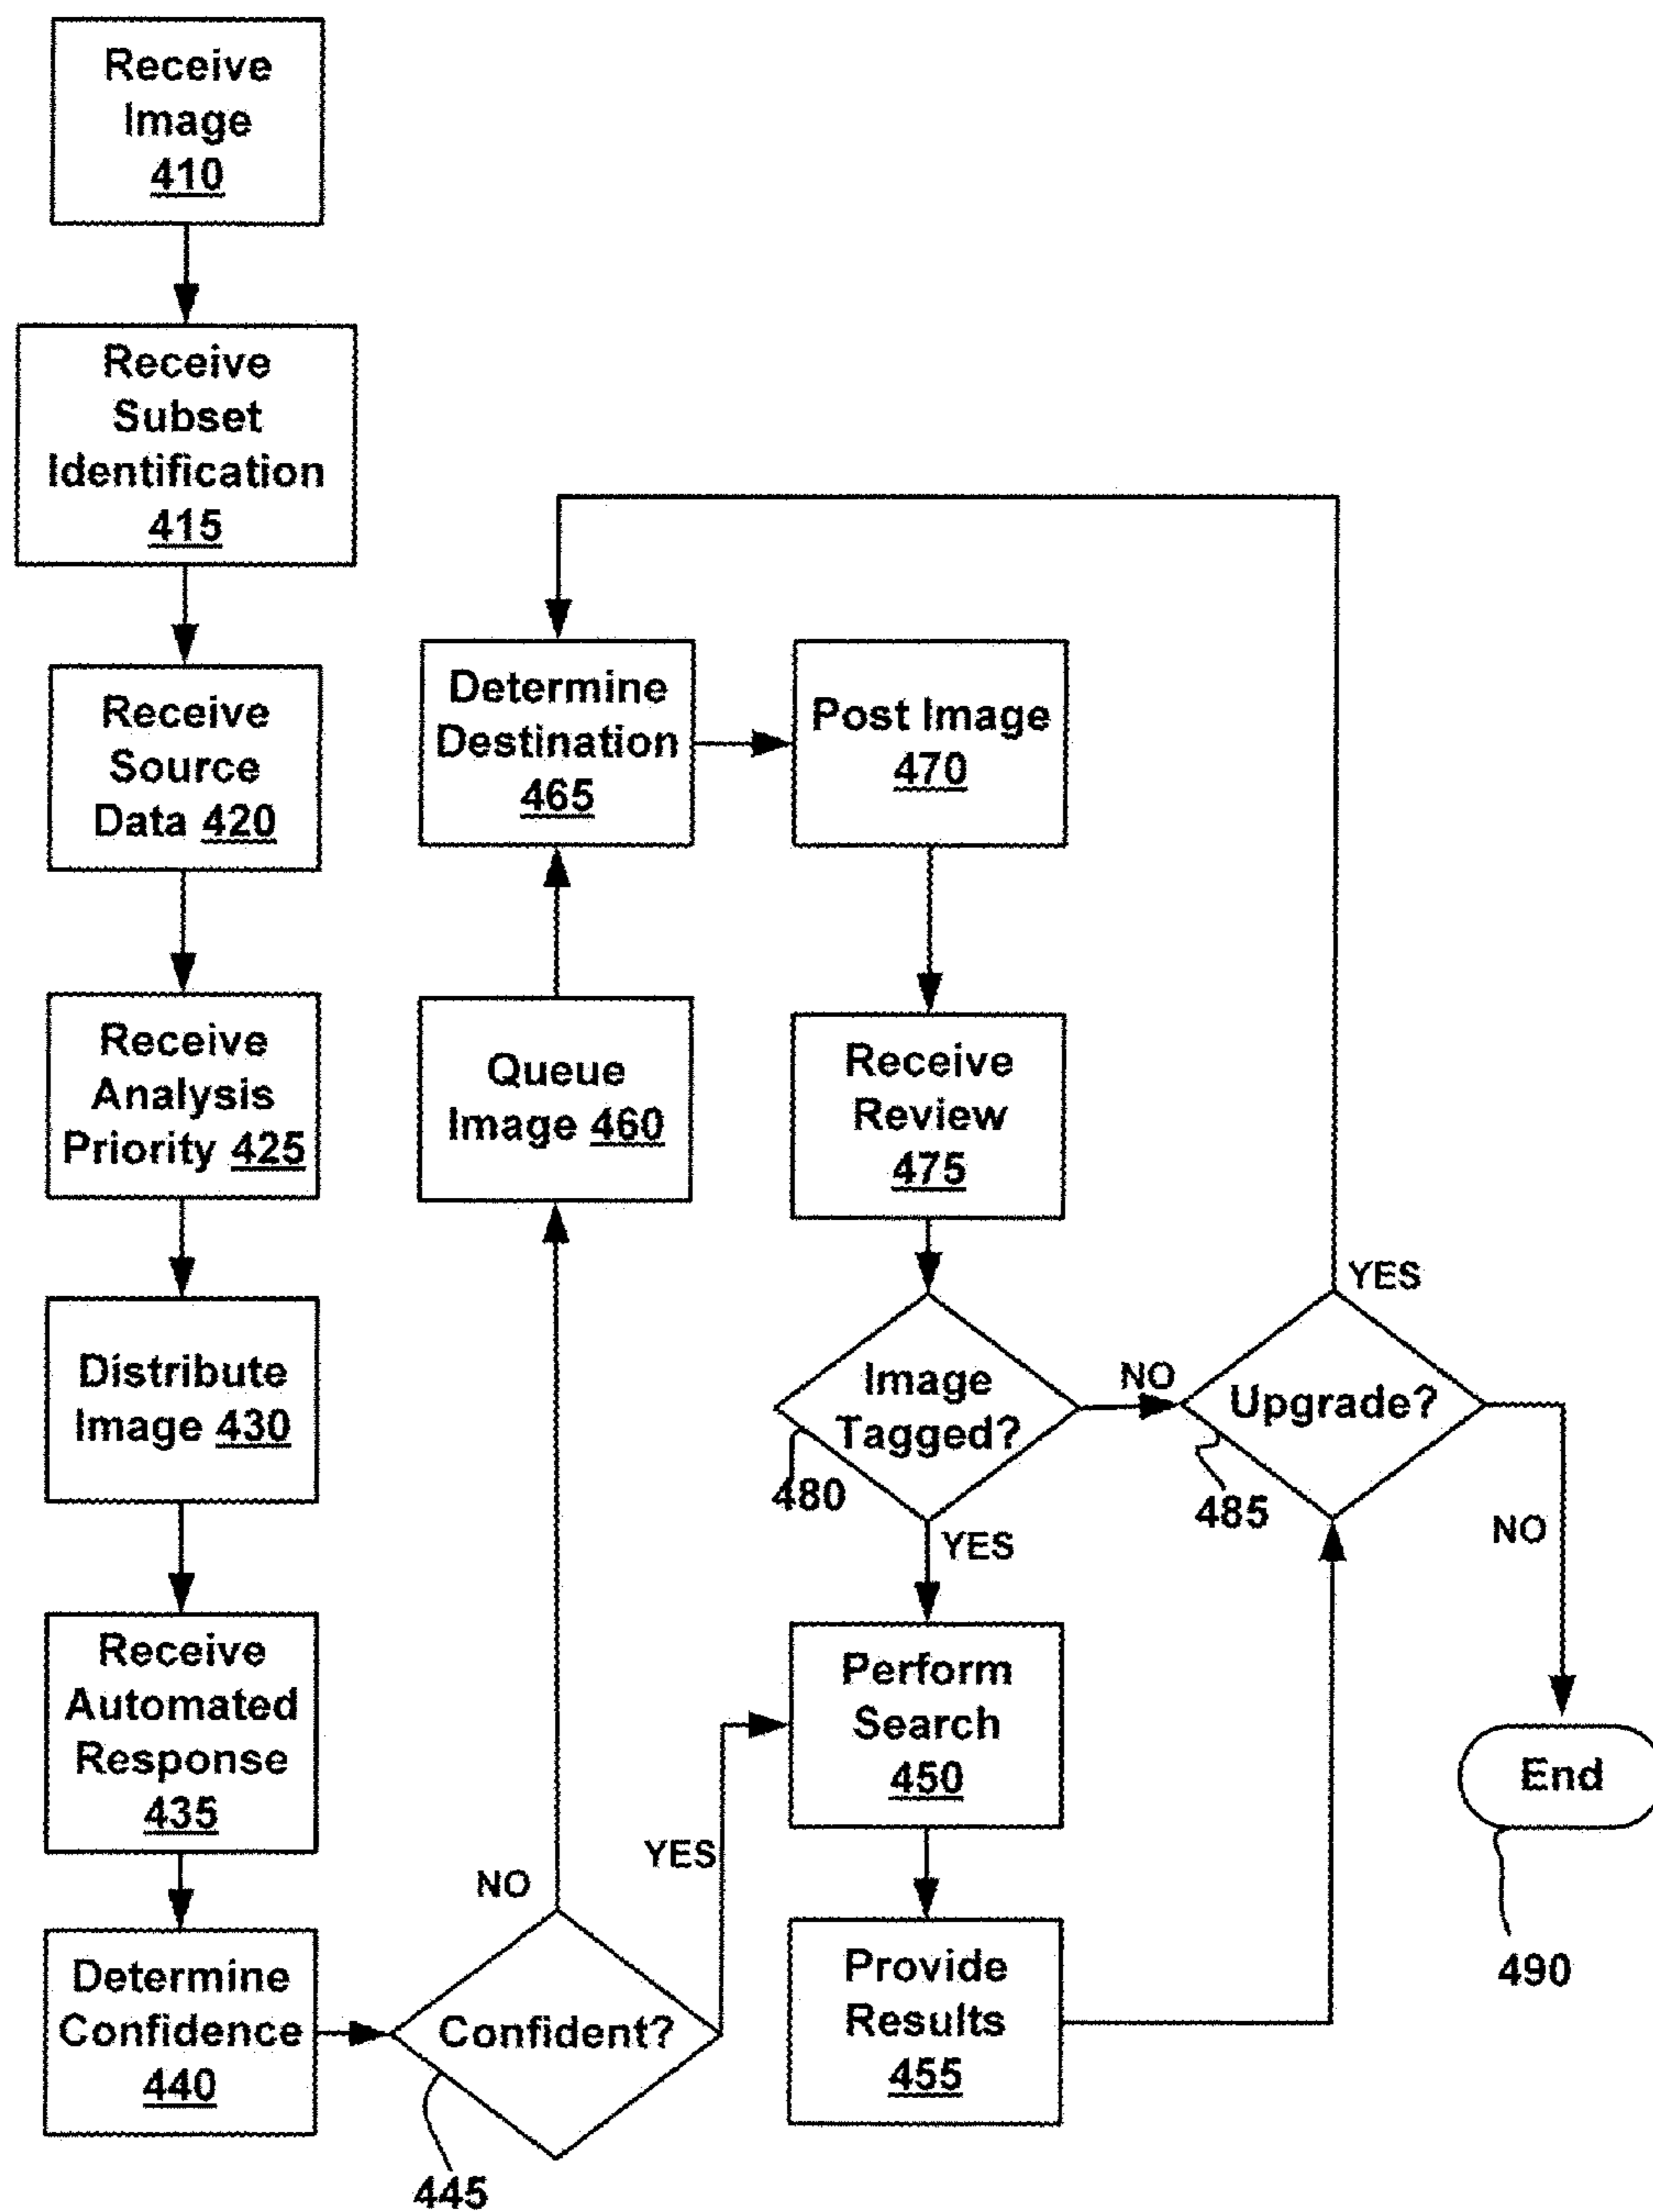 Receive
Image
410
Receive
Subset
Identification
415
Receive
Source
Data 420
Receive
Analysis
Priority 425
Distribute
Image 430
Receive
Automated
Response
435
Determine
Confidence
440
Confident?
445
NO
YES
Queue
Image 460
Determine
Destination
465
Post Image
470
Receive
Review
475
Image
Tagged?
480
NO
YES
Perform
Search
450
Provide
Results
455
Upgrade?
485
YES
NO
End
490